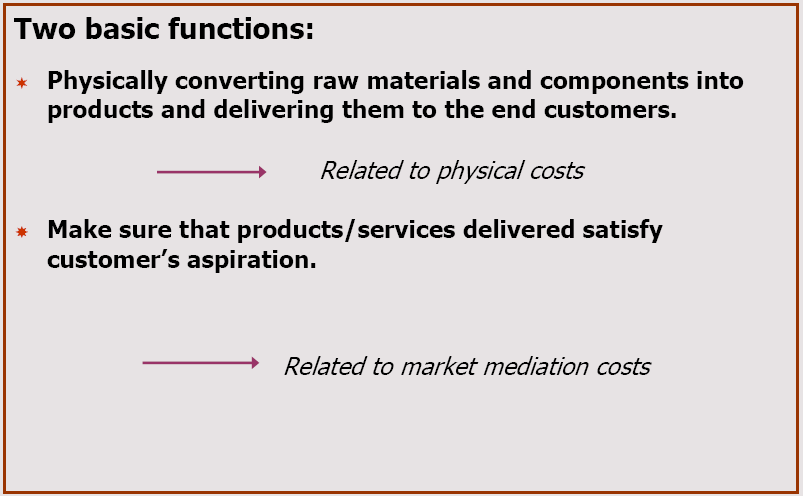 Two basic functions:
Physically converting raw materials and components into
products and delivering them to the end customers.
Related to physical costs
Make sure that products/services delivered satisfy
customer’s aspiration.
Related to market mediation costs